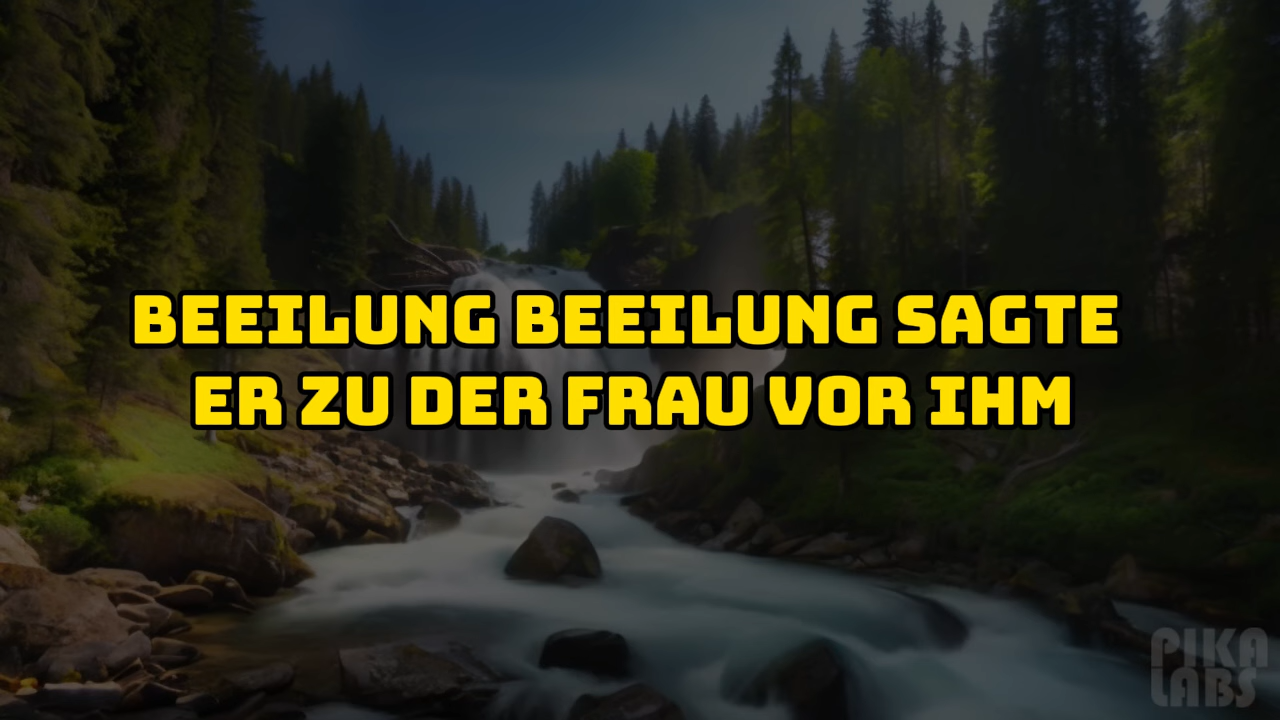 BEEILUNG BEEILUNG SAGTE
ER ZU DER FRAU VOR IHM
PIKA
LABS